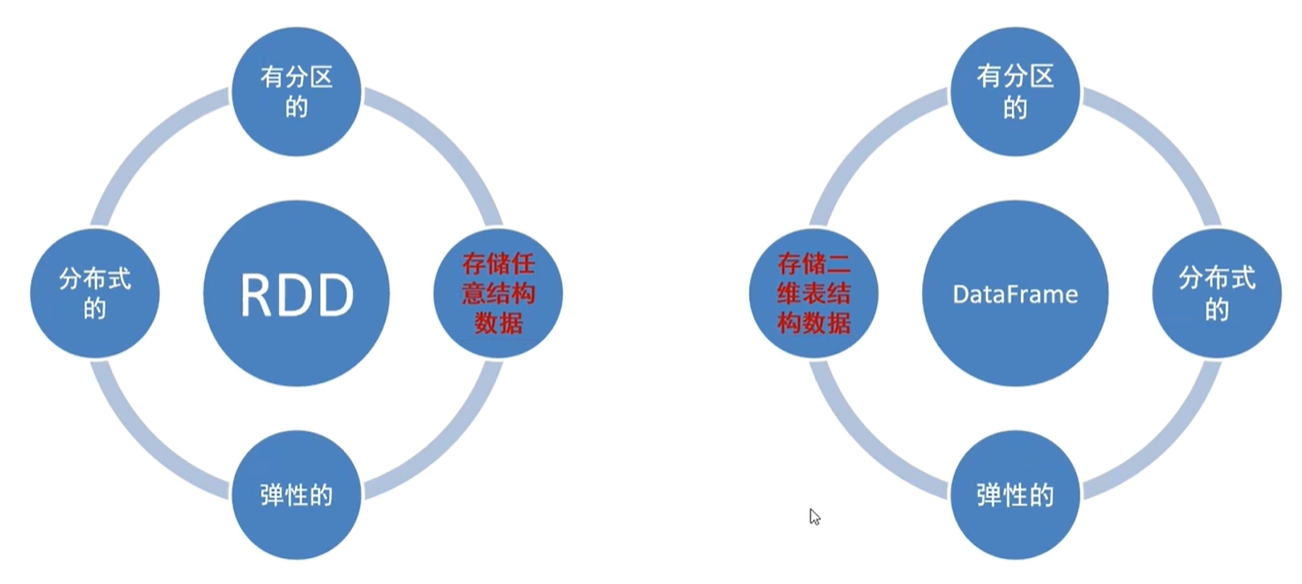 有分区
的
分布式
的
RDD
存储任
意结构
数据
弹性的
有分区
的
存储二
维表结
构数据
DataFrame
分布式
的
弹性的